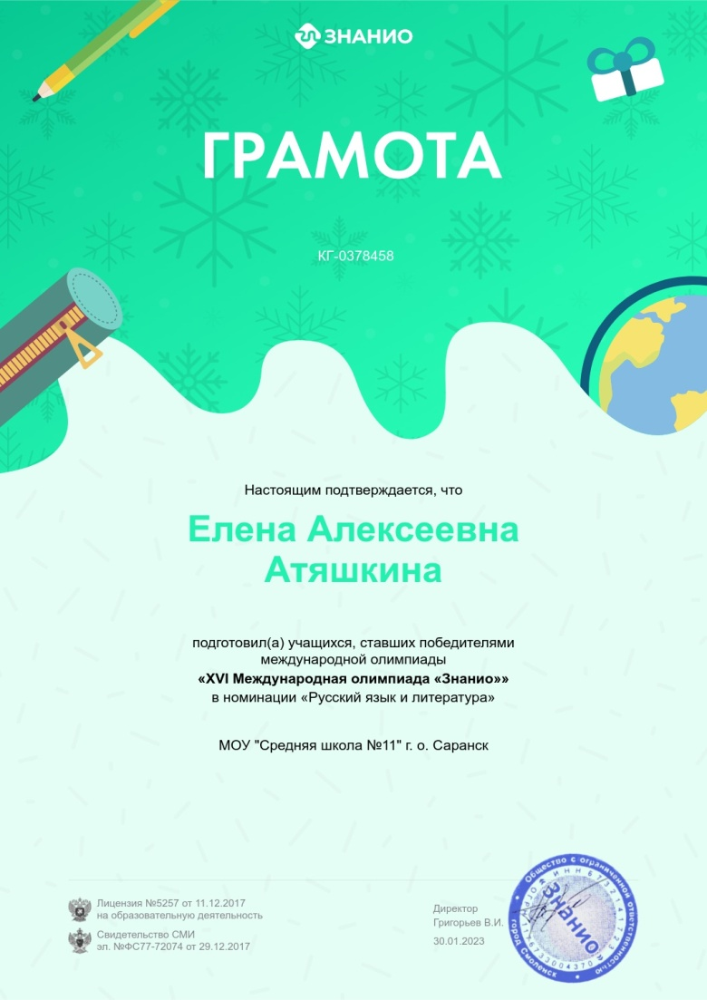 ЗНАНИО
ГРАМОТА
КГ-0378458
Настоящим подтверждается, что
Елена Алексеевна
Атяшкина
подготовил(а) учащихся, ставших победителями
международной олимпиады
«XVI Международная олимпиада «Знанио»»
в номинации «Русский язык и литература»
МОУ "Средняя школа №11" г. о. Саранск
Лицензия №5257 от 11.12.2017
на образовательную деятельность
Свидетельство СМИ
эл. №ФС77-72074 от 29.12.2017
Директор
Григорьев В.И.
30.01.2023
Общество с ограниченной ответственностью
город Смоленск
Знанио